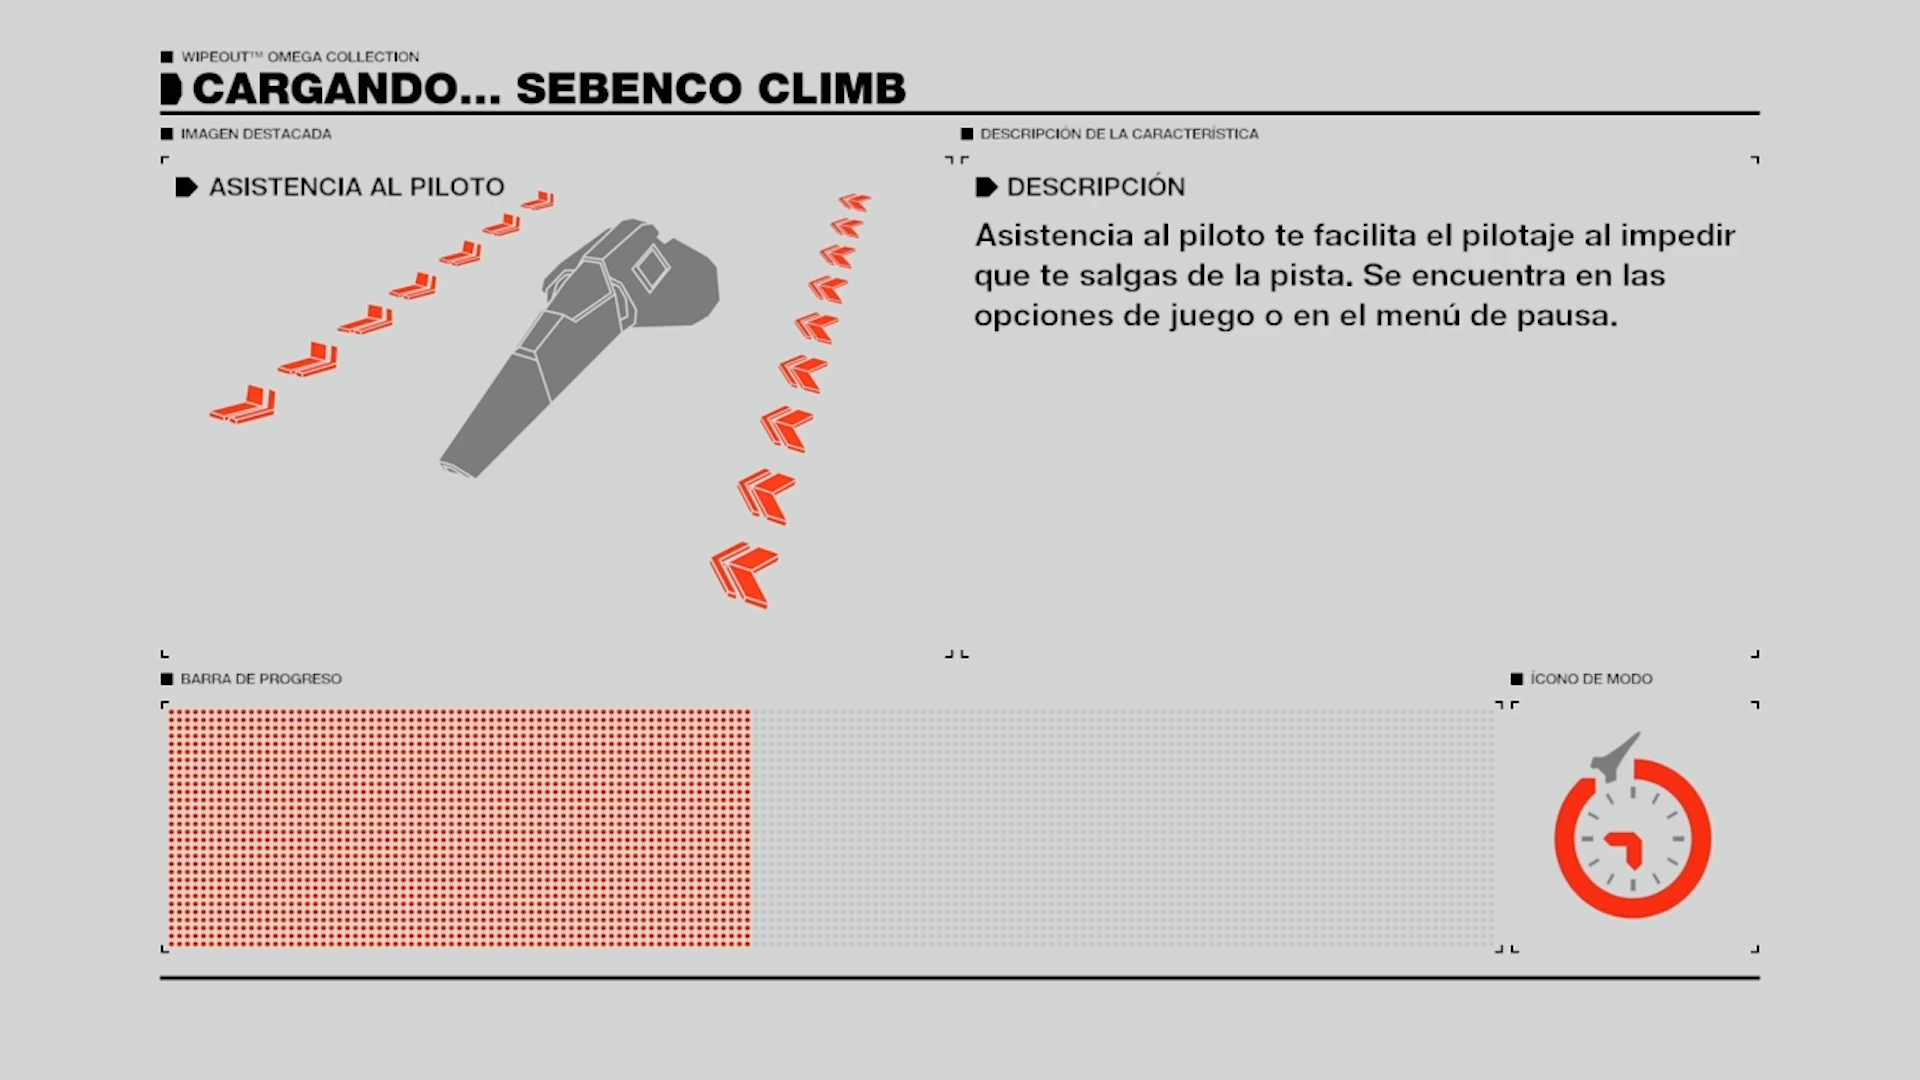 WIPEOUT™ OMEGA COLLECTION
CARGANDO... SEBENCO CLIMB
IMAGEN DESTACADA
ASISTENCIA AL PILOTO
DESCRIPCIÓN DE LA CARACTERÍSTICA
DESCRIPCIÓN
Asistencia al piloto te facilita el pilotaje al impedir
que te salgas de la pista. Se encuentra en las
opciones de juego o en el menú de pausa.
BARRA DE PROGRESO
ÍCONO DE MODO